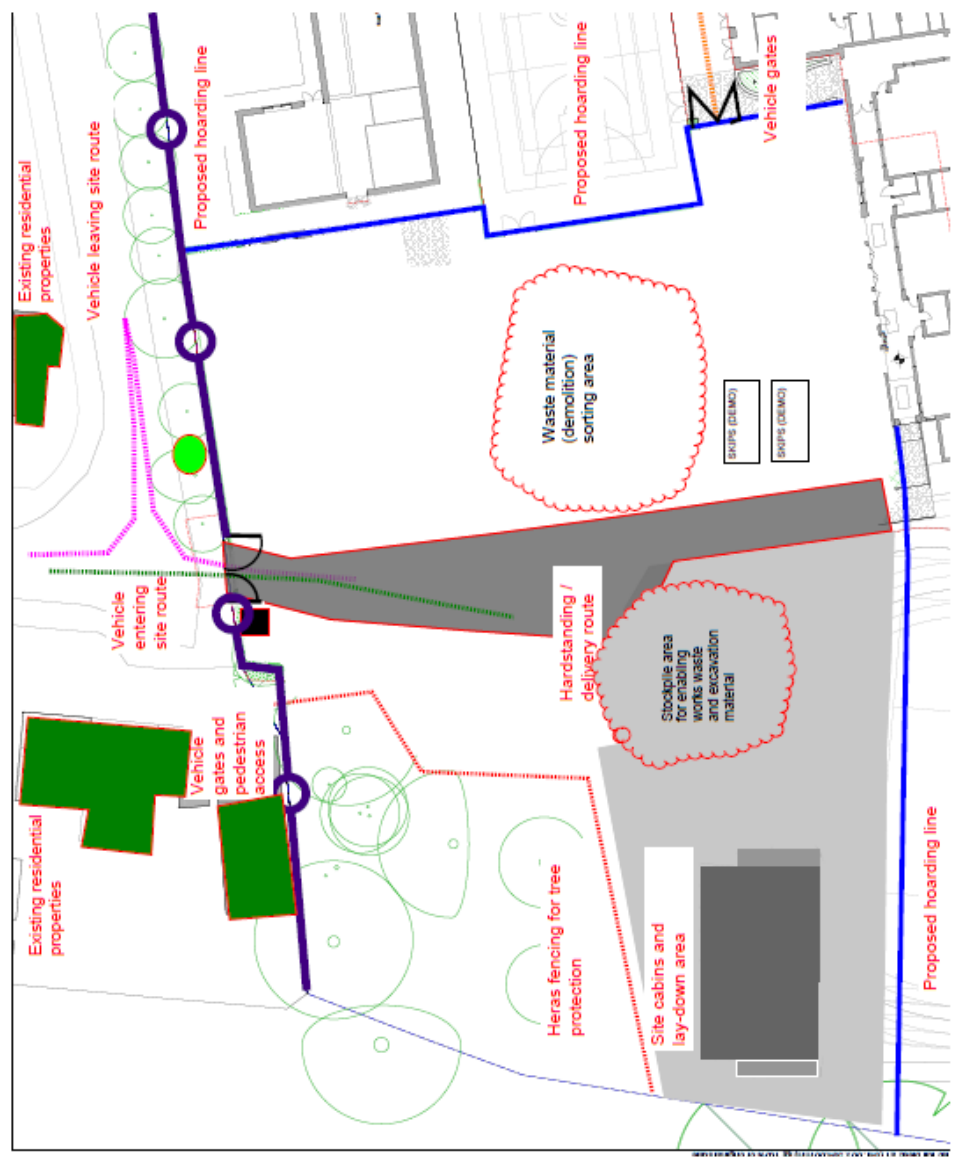 Existing residential
properties
Vehicle leaving site route
Proposed hoarding line
Proposed hoarding line
Vehicle gates
Waste material
(demolition)
sorting area
SKIPS (DEMO)
SKIPS (DEMO)
Vehicle
entering
site route
Hardstanding /
delivery route
Stockpile area
for enabling
works waste
and excavation
material
Vehicle
gates and
pedestrian
access
Existing residential
properties
Heras fencing for tree
protection
Site cabins and
lay-down area
Proposed hoarding line